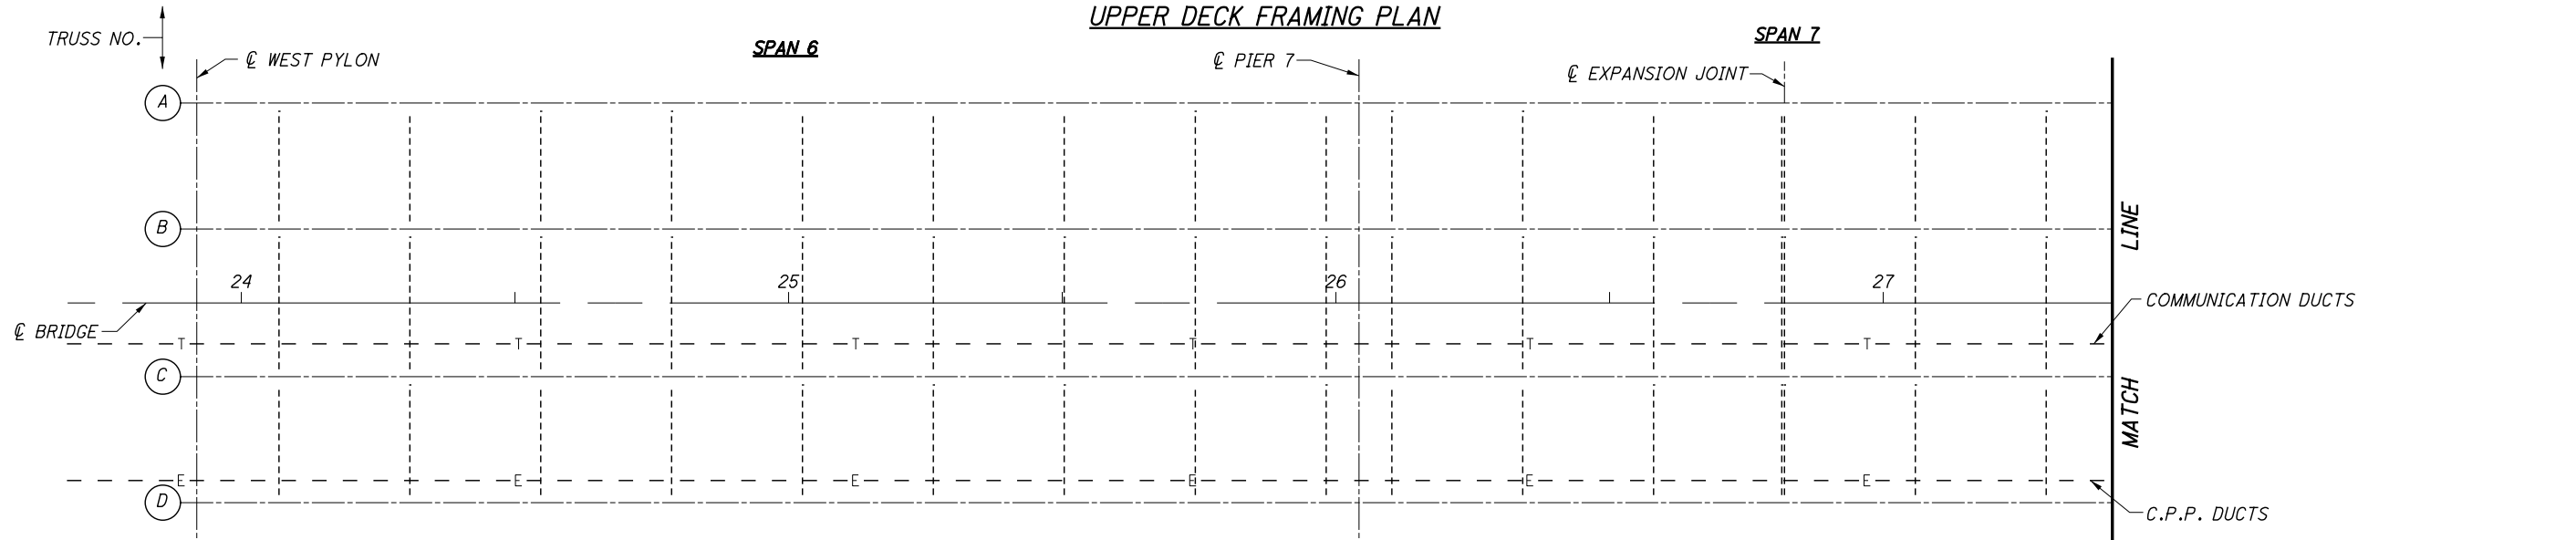 UPPER DECK FRAMING PLAN
TRUSS NO.
SPAN 6
SPAN 7
℄ WEST PYLON
℄ PIER 7
℄ EXPANSION JOINT
A
B
24
25
26
27
℄ BRIDGE
COMMUNICATION DUCTS
T T T T T T
C
MATCH LINE
E E E E E E
D
C.P.P. DUCTS